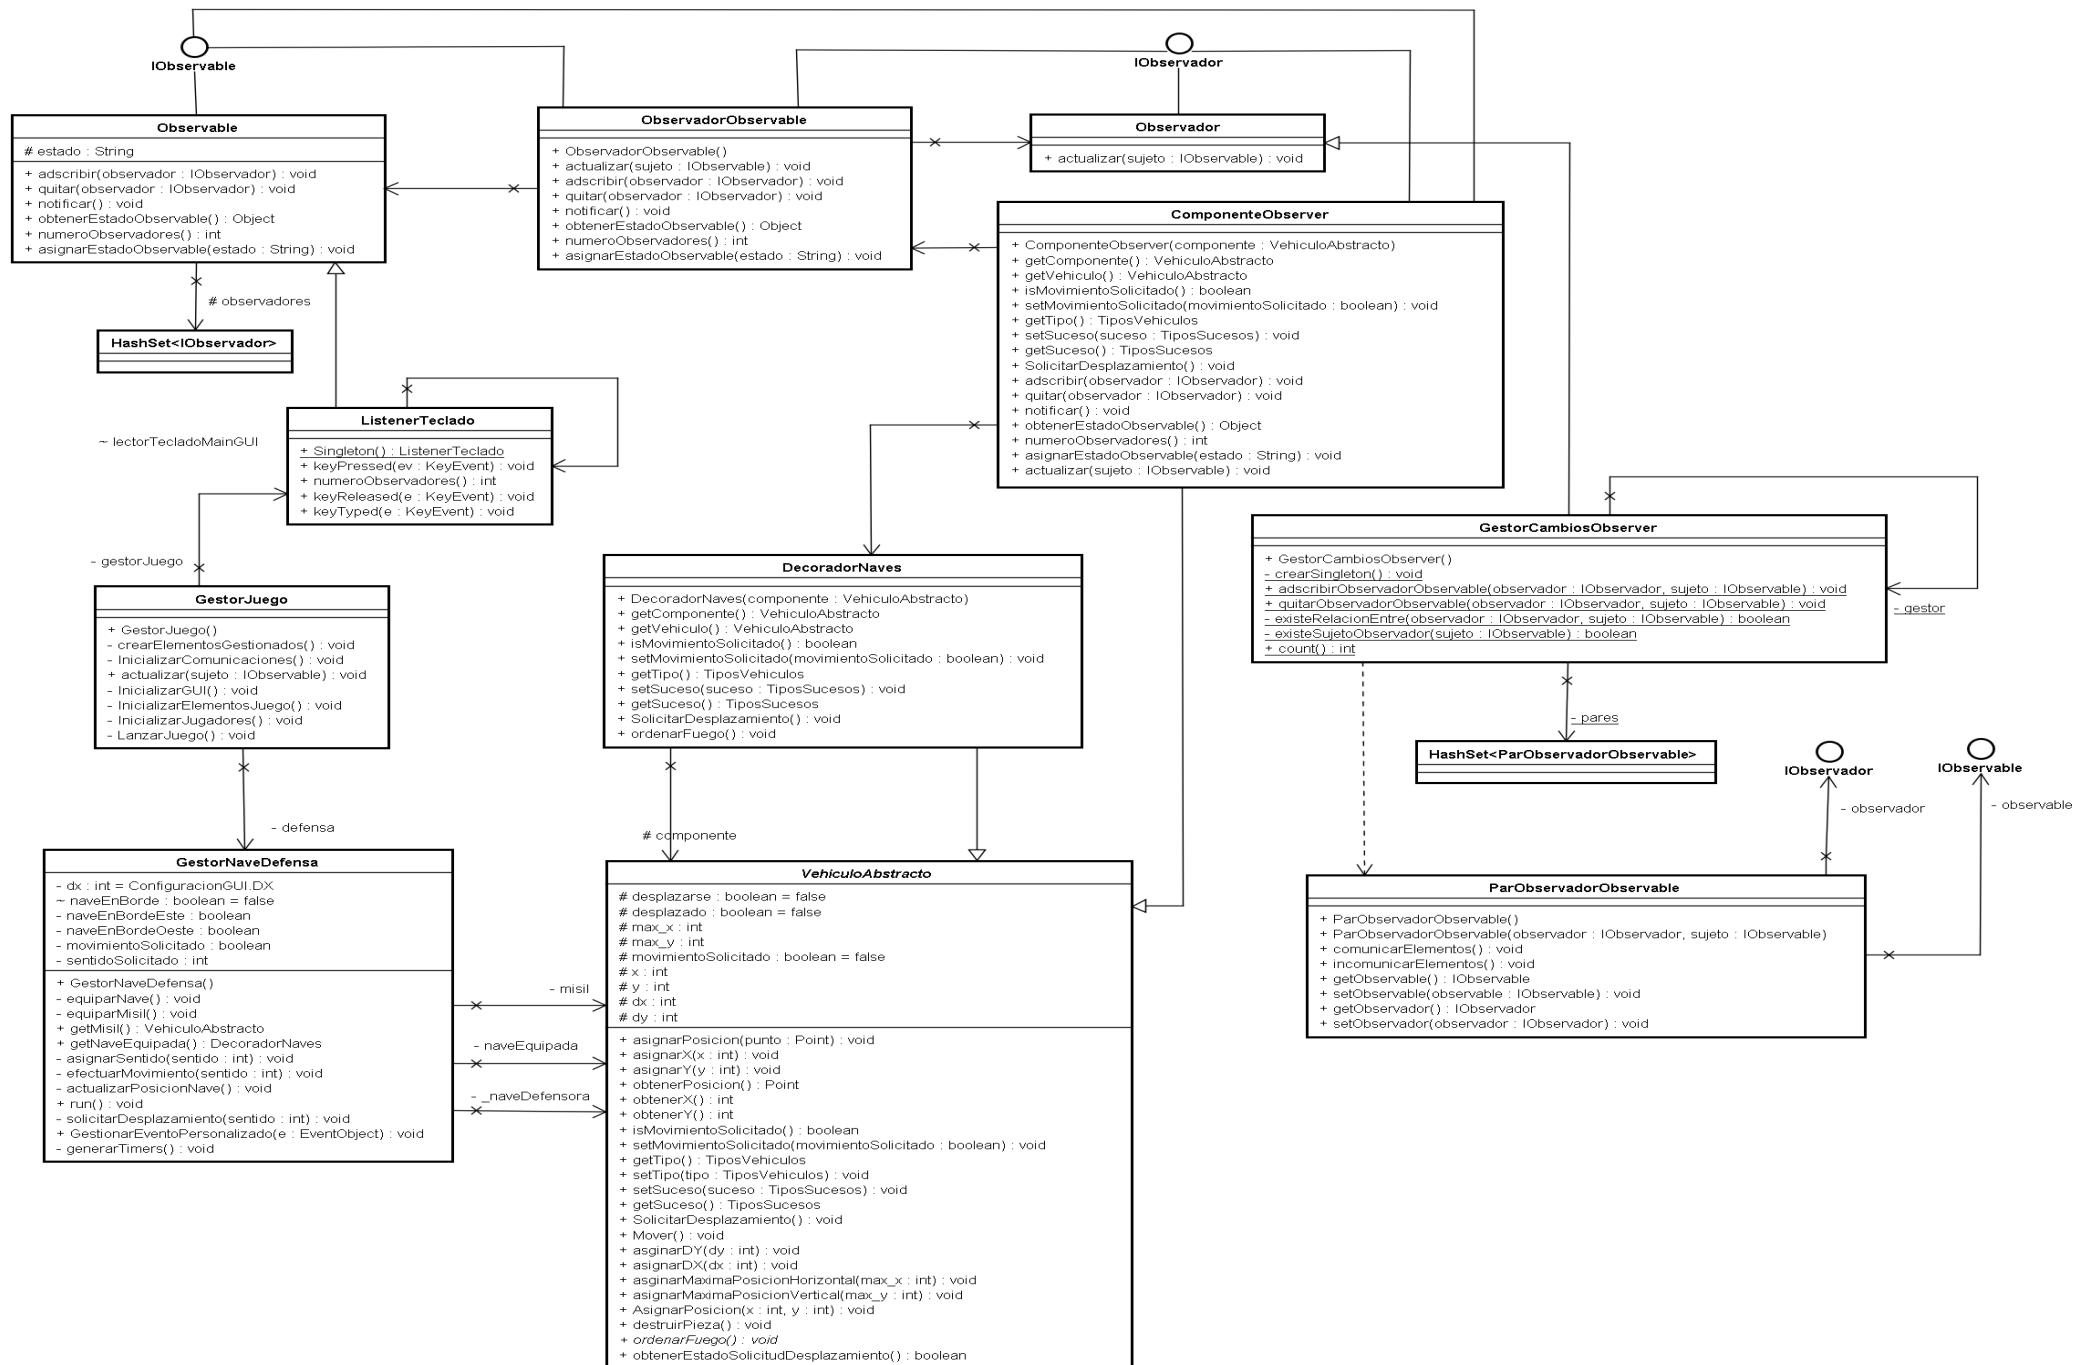 IObservable
IObservador
Observable
# estado : String
+ adscribir(observador : IObservador) : void
+ quitar(observador : IObservador) : void
+ notificar() : void
+ obtenerEstadoObservable() : Object
+ numeroObservadores() : int
+ asignarEstadoObservable(estado : String) : void
ObservadorObservable
+ ObservadorObservable()
+ actualizar(sujeto : IObservable) : void
+ adscribir(observador : IObservador) : void
+ quitar(observador : IObservador) : void
+ notificar() : void
+ obtenerEstadoObservable() : Object
+ numeroObservadores() : int
+ asignarEstadoObservable(estado : String) : void
Observador
+ actualizar(sujeto : IObservable) : void
ComponenteObserver
+ ComponenteObserver(componente : VehiculoAbstracto)
+ getComponente() : VehiculoAbstracto
+ getVehiculo() : VehiculoAbstracto
+ isMovimientoSolicitado() : boolean
+ setMovimientoSolicitado(movimientoSolicitado : boolean) : void
+ getTipo() : TiposVehiculos
+ setSuceso(suceso : TiposSucesos) : void
+ getSuceso() : TiposSucesos
+ SolicitarDesplazamiento() : void
+ adscribir(observador : IObservador) : void
+ quitar(observador : IObservador) : void
+ notificar() : void
+ obtenerEstadoObservable() : Object
+ numeroObservadores() : int
+ asignarEstadoObservable(estado : String) : void
+ actualizar(sujeto : IObservable) : void
# observadores
HashSet<IObservador>
ListenerTeclado
+ Singleton() : ListenerTeclado
+ keyPressed(ev : KeyEvent) : void
+ numeroObservadores() : int
+ keyReleased(e : KeyEvent) : void
+ keyTyped(e : KeyEvent) : void
~ lectorTecladoMainGUI
- gestorJuego
GestorJuego
+ GestorJuego()
- crearElementosGestionados() : void
- InicializarComunicaciones() : void
+ actualizar(sujeto : IObservable) : void
- InicializarGUI() : void
- InicializarElementosJuego() : void
- InicializarJugadores() : void
- LanzarJuego() : void
DecoradorNaves
+ DecoradorNaves(componente : VehiculoAbstracto)
+ getComponente() : VehiculoAbstracto
+ getVehiculo() : VehiculoAbstracto
+ isMovimientoSolicitado() : boolean
+ setMovimientoSolicitado(movimientoSolicitado : boolean) : void
+ getTipo() : TiposVehiculos
+ setSuceso(suceso : TiposSucesos) : void
+ getSuceso() : TiposSucesos
+ SolicitarDesplazamiento() : void
+ ordenarFuego() : void
GestorCambiosObserver
+ GestorCambiosObserver()
- crearSingleton() : void
+ adscribirObservadorObservable(observador : IObservador, sujeto : IObservable) : void
+ quitarObservadorObservable(observador : IObservador, sujeto : IObservable) : void
- existeRelacionEntre(observador : IObservador, sujeto : IObservable) : boolean
- existeSujetoObservador(sujeto : IObservable) : boolean
+ count() : int
- gestor
- pares
HashSet<ParObservadorObservable>
IObservador
IObservable
- observador
- observable
ParObservadorObservable
+ ParObservadorObservable()
+ ParObservadorObservable(observador : IObservador, sujeto : IObservable)
+ comunicarElementos() : void
+ incomunicarElementos() : void
+ getObservable() : IObservable
+ setObservable(observable : IObservable) : void
+ getObservador() : IObservador
+ setObservador(observador : IObservador) : void
- defensa
# componente
GestorNaveDefensa
- dx : int = ConfiguracionGUI.DX
~ naveEnBorde : boolean = false
- naveEnBordeEste : boolean
- naveEnBordeOeste : boolean
- movimientoSolicitado : boolean
- sentidoSolicitado : int
+ GestorNaveDefensa()
- equiparNave() : void
- equiparMisil() : void
+ getMisil() : VehiculoAbstracto
+ getNaveEquipada() : DecoradorNaves
- asignarSentido(sentido : int) : void
- efectuarMovimiento(sentido : int) : void
- actualizarPosicionNave() : void
+ run() : void
- solicitarDesplazamiento(sentido : int) : void
+ GestionarEventoPersonalizado(e : EventObject) : void
- generarTimers() : void
- misil
- naveEquipada
- _naveDefensora
VehiculoAbstracto
# desplazarse : boolean = false
# desplazado : boolean = false
# max_x : int
# max_y : int
# movimientoSolicitado : boolean = false
# x : int
# y : int
# dx : int
# dy : int
+ asignarPosicion(punto : Point) : void
+ asignarX(x : int) : void
+ asignarY(y : int) : void
+ obtenerPosicion() : Point
+ obtenerX() : int
+ obtenerY() : int
+ isMovimientoSolicitado() : boolean
+ setMovimientoSolicitado(movimientoSolicitado : boolean) : void
+ getTipo() : TiposVehiculos
+ setTipo(tipo : TiposVehiculos) : void
+ setSuceso(suceso : TiposSucesos) : void
+ getSuceso() : TiposSucesos
+ SolicitarDesplazamiento() : void
+ Mover() : void
+ asginarDY(dy : int) : void
+ asignarDX(dx : int) : void
+ asginarMaximaPosicionHorizontal(max_x : int) : void
+ asignarMaximaPosicionVertical(max_y : int) : void
+ AsignarPosicion(x : int, y : int) : void
+ destruirPieza() : void
+ ordenarFuego() : void
+ obtenerEstadoSolicitudDesplazamiento() : boolean